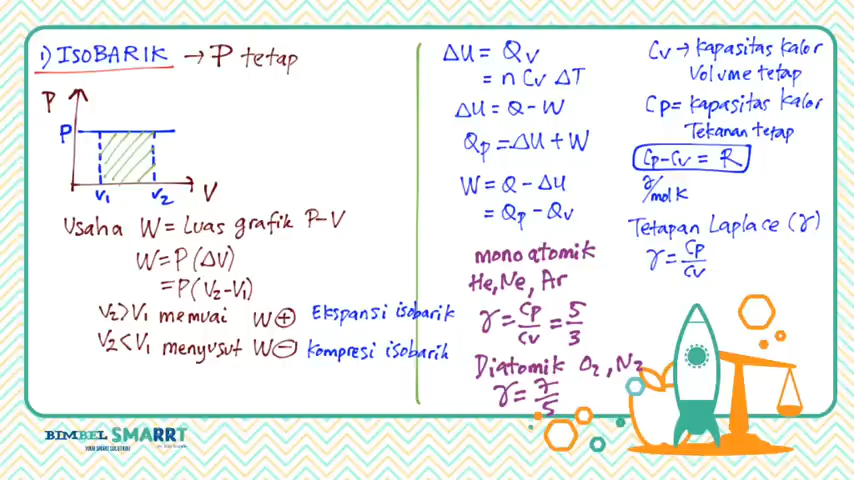 1) ISOBARIK → P tetap
P
P
V₁ V₂ V
Usaha W = Luas grafik P-V
W = P(ΔV)
= P(V₂-V₁)
V₂>V₁ memuai W⊕ Ekspansi isobarik
V₂<V₁ menyusut W⊖ kompresi isobarik
ΔU = Qv
= n Cv ΔT
ΔU = Q - W
Qp = ΔU + W
W = Q - ΔU
= Qp - Qv
mono atomik
He, Ne, Ar
γ = Cp/Cv = 5/3
Diatomik O₂, N₂
γ = 7/5
Cv → kapasitas kalor
Volume tetap
Cp = kapasitas kalor
Tekanan tetap
Cp - Cv = R
J/mol K
Tetapan Laplace (γ)
γ = Cp/Cv
BIMBEL SMARRT
YOUR SMART SOLUTION!